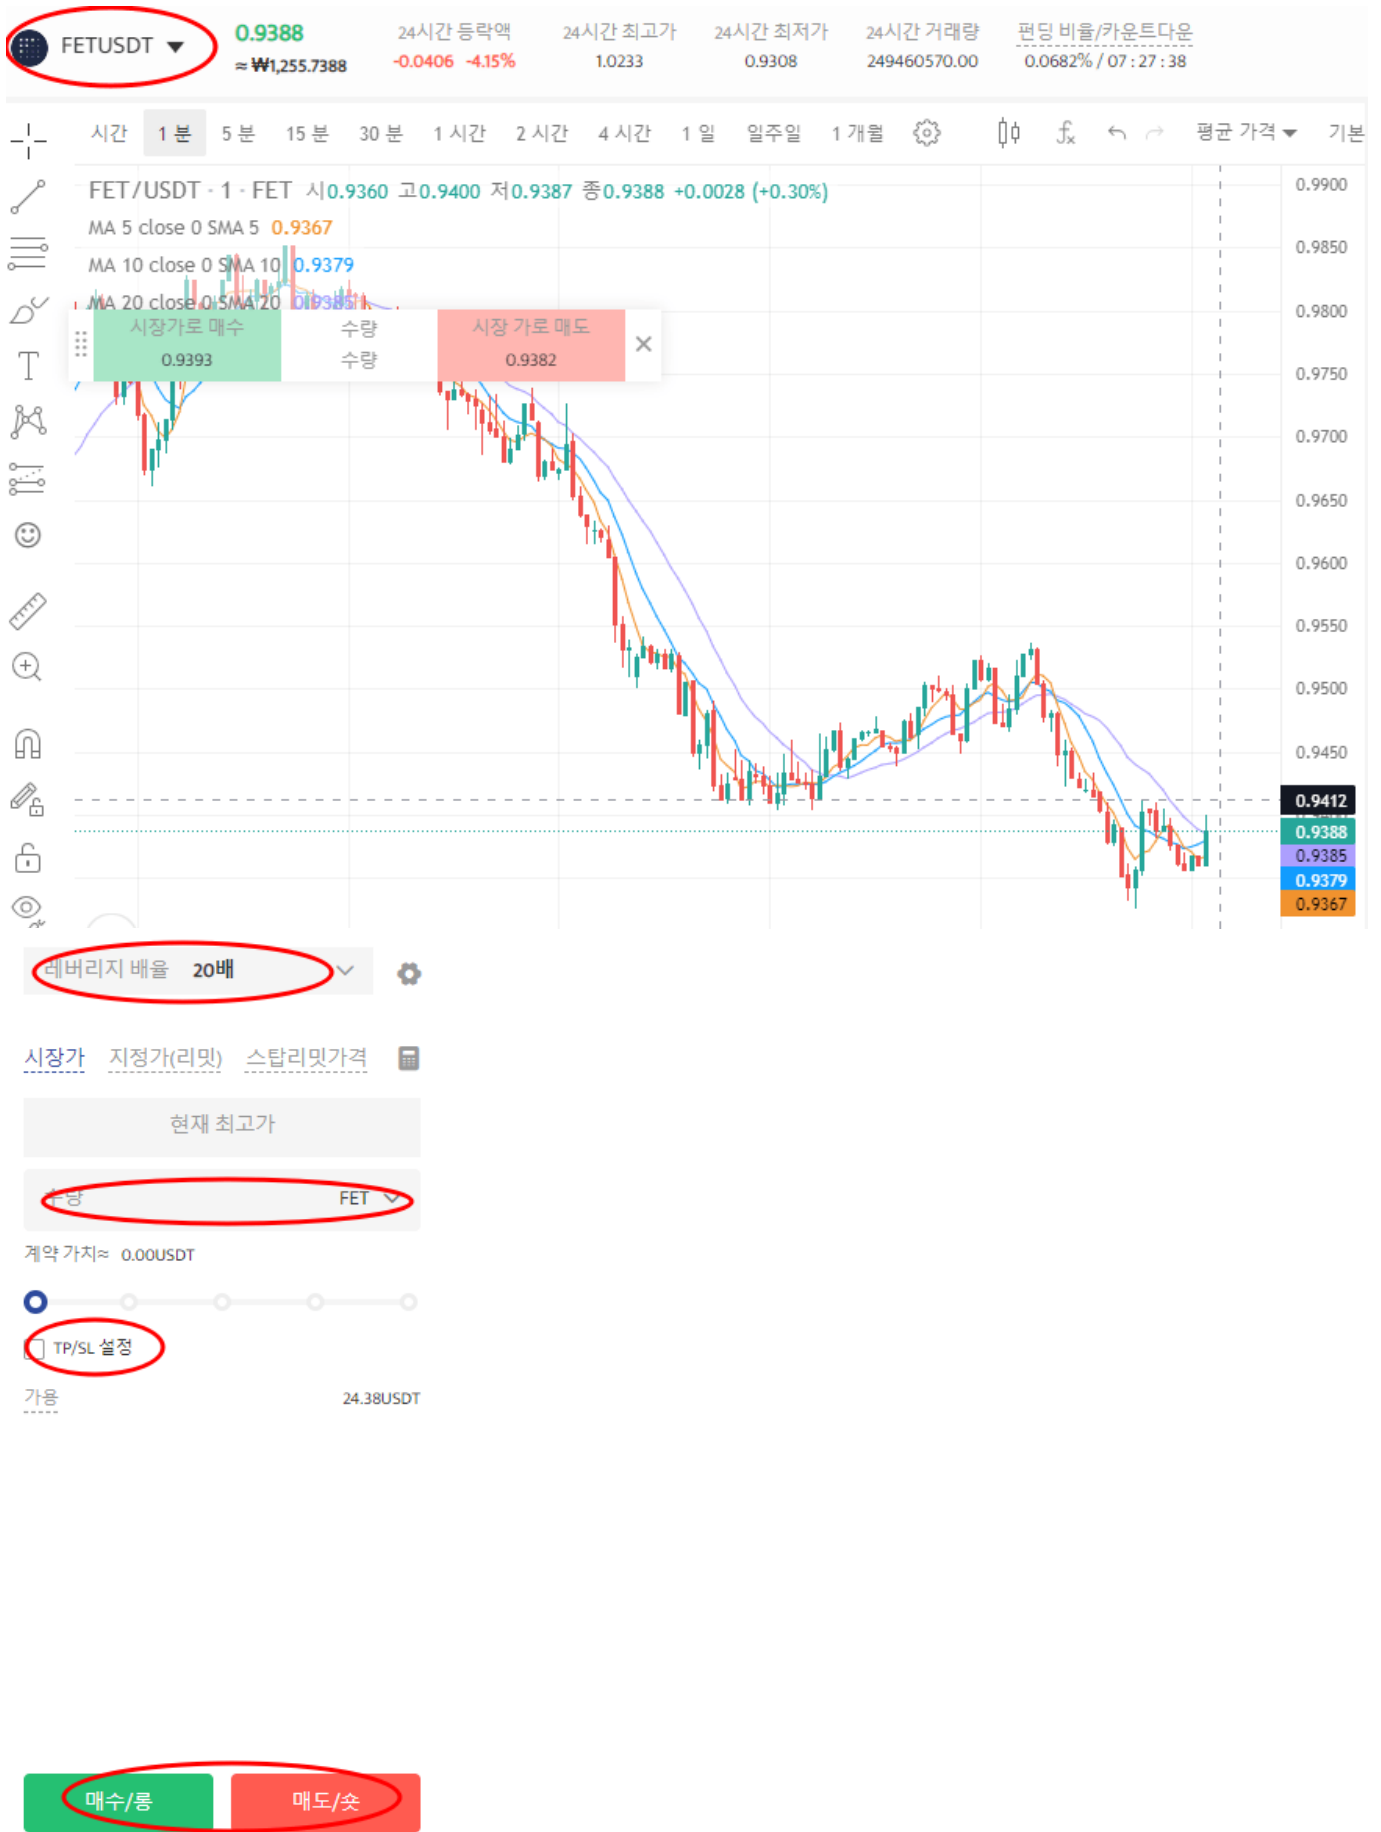 FETUSDT
0.9388
≈ ₩1,255.7388
24시간 등락액
-0.0406 -4.15%
24시간 최고가
1.0233
24시간 최저가
0.9308
24시간 거래량
249460570.00
펀딩 비율/카운트다운
0.0682% / 07 : 27 : 38
시간 1 분 5 분 15 분 30 분 1 시간 2 시간 4 시간 1 일 일주일 1 개월 평균 가격 기본
FET/USDT · 1 · FET 시0.9360 고0.9400 저0.9387 종0.9388 +0.0028 (+0.30%)
MA 5 close 0 SMA 5 0.9367
MA 10 close 0 SMA 10 0.9379
MA 20 close 0 SMA 20 0.9385
시장가로 매수
0.9393
수량
수량
시장 가로 매도
0.9382
0.9900
0.9850
0.9800
0.9750
0.9700
0.9650
0.9600
0.9550
0.9500
0.9450
0.9412
0.9388
0.9385
0.9379
0.9367
레버리지 배율 20배
시장가 지정가(리밋) 스탑리밋가격
현재 최고가
FET
계약 가치≈ 0.00USDT
TP/SL 설정
가용 24.38USDT
매수/롱 매도/숏